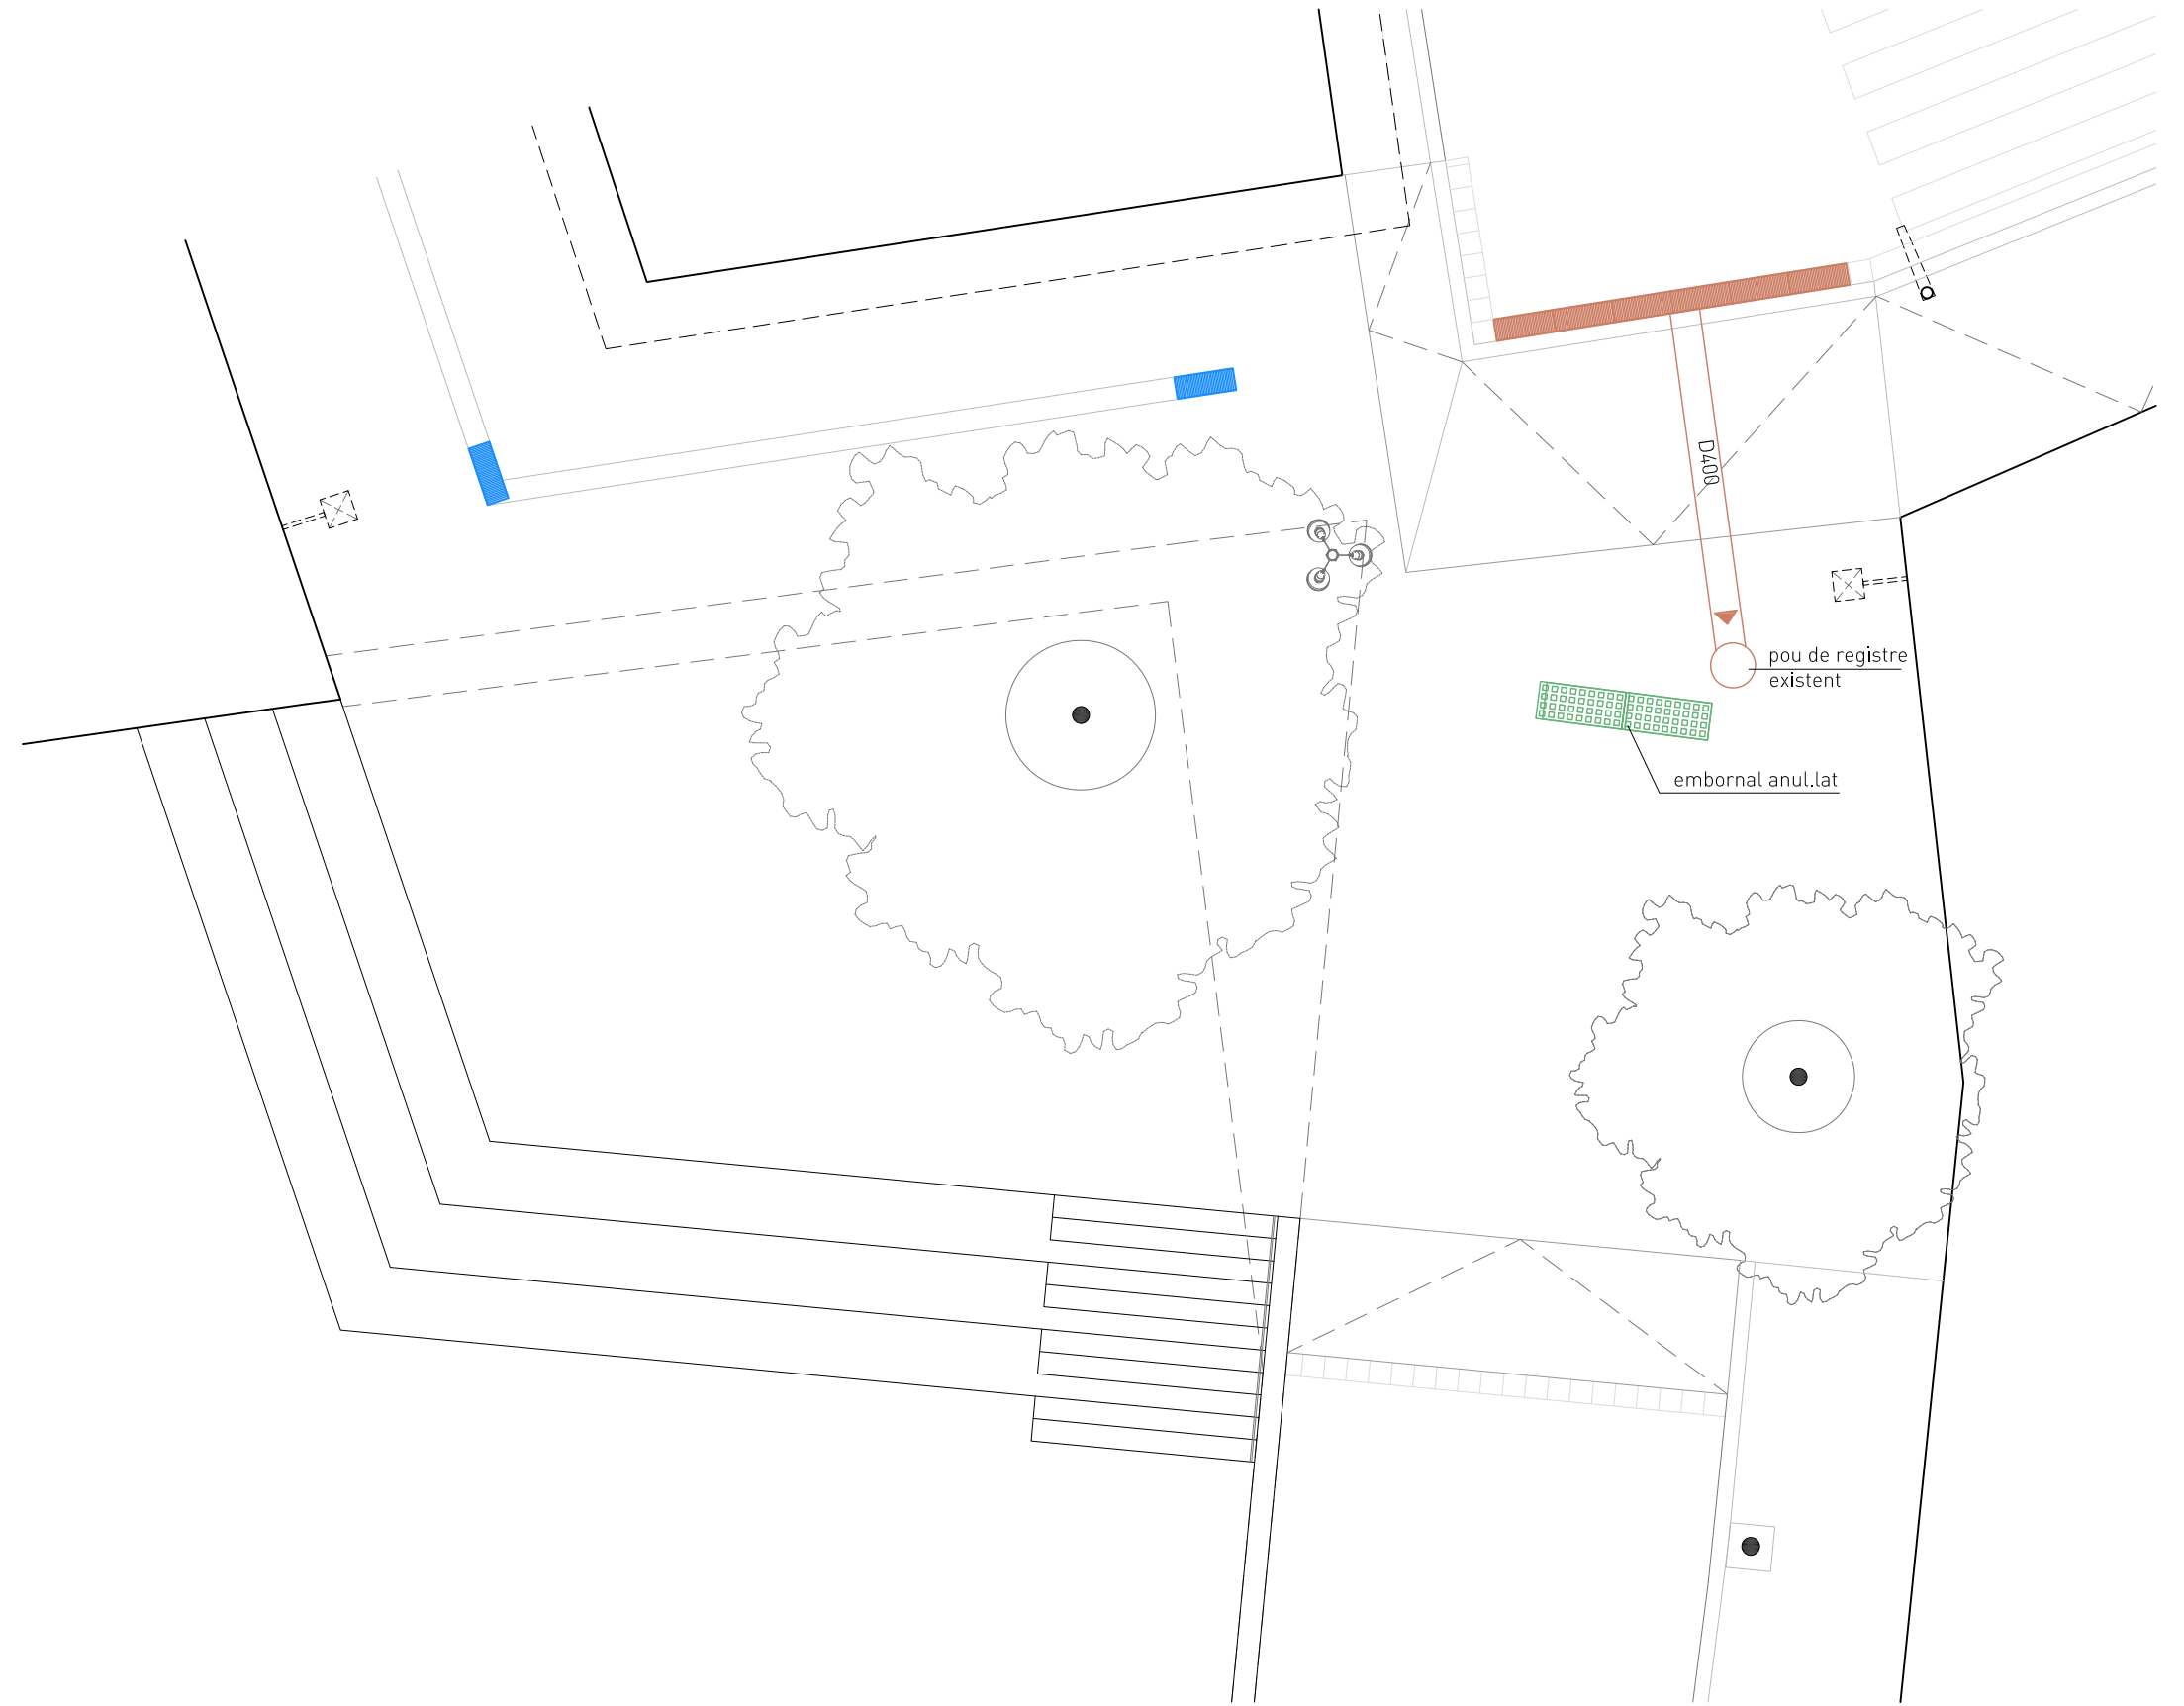 D400
pou de registre
existent
embornal anul.lat